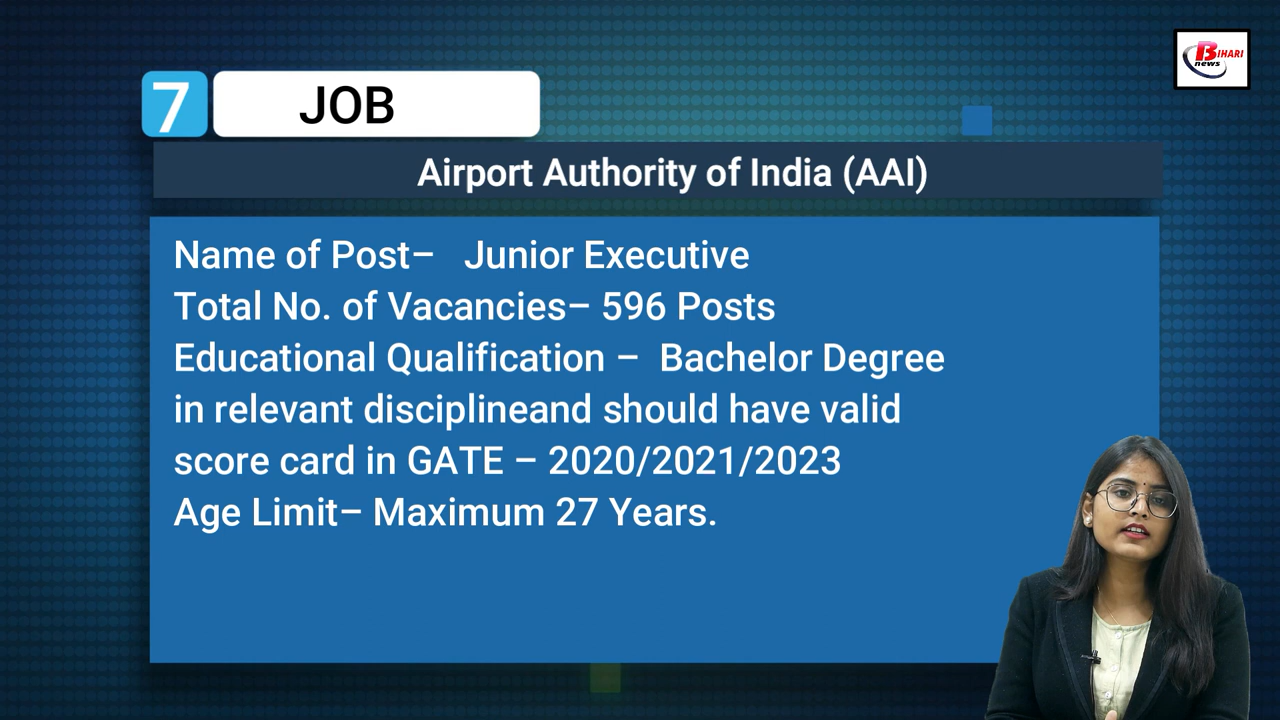 7 JOB
BIHARI
news
Airport Authority of India (AAI)
Name of Post– Junior Executive
Total No. of Vacancies– 596 Posts
Educational Qualification – Bachelor Degree
in relevant disciplineand should have valid
score card in GATE – 2020/2021/2023
Age Limit– Maximum 27 Years.